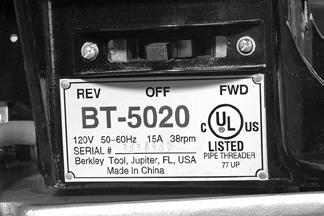 REV OFF FWD
BT-5020
120V 50-60Hz 15A 38rpm
SERIAL #
Berkley Tool, Jupiter, FL, USA
Made In China
C UL US
LISTED
PIPE THREADER
77 UP